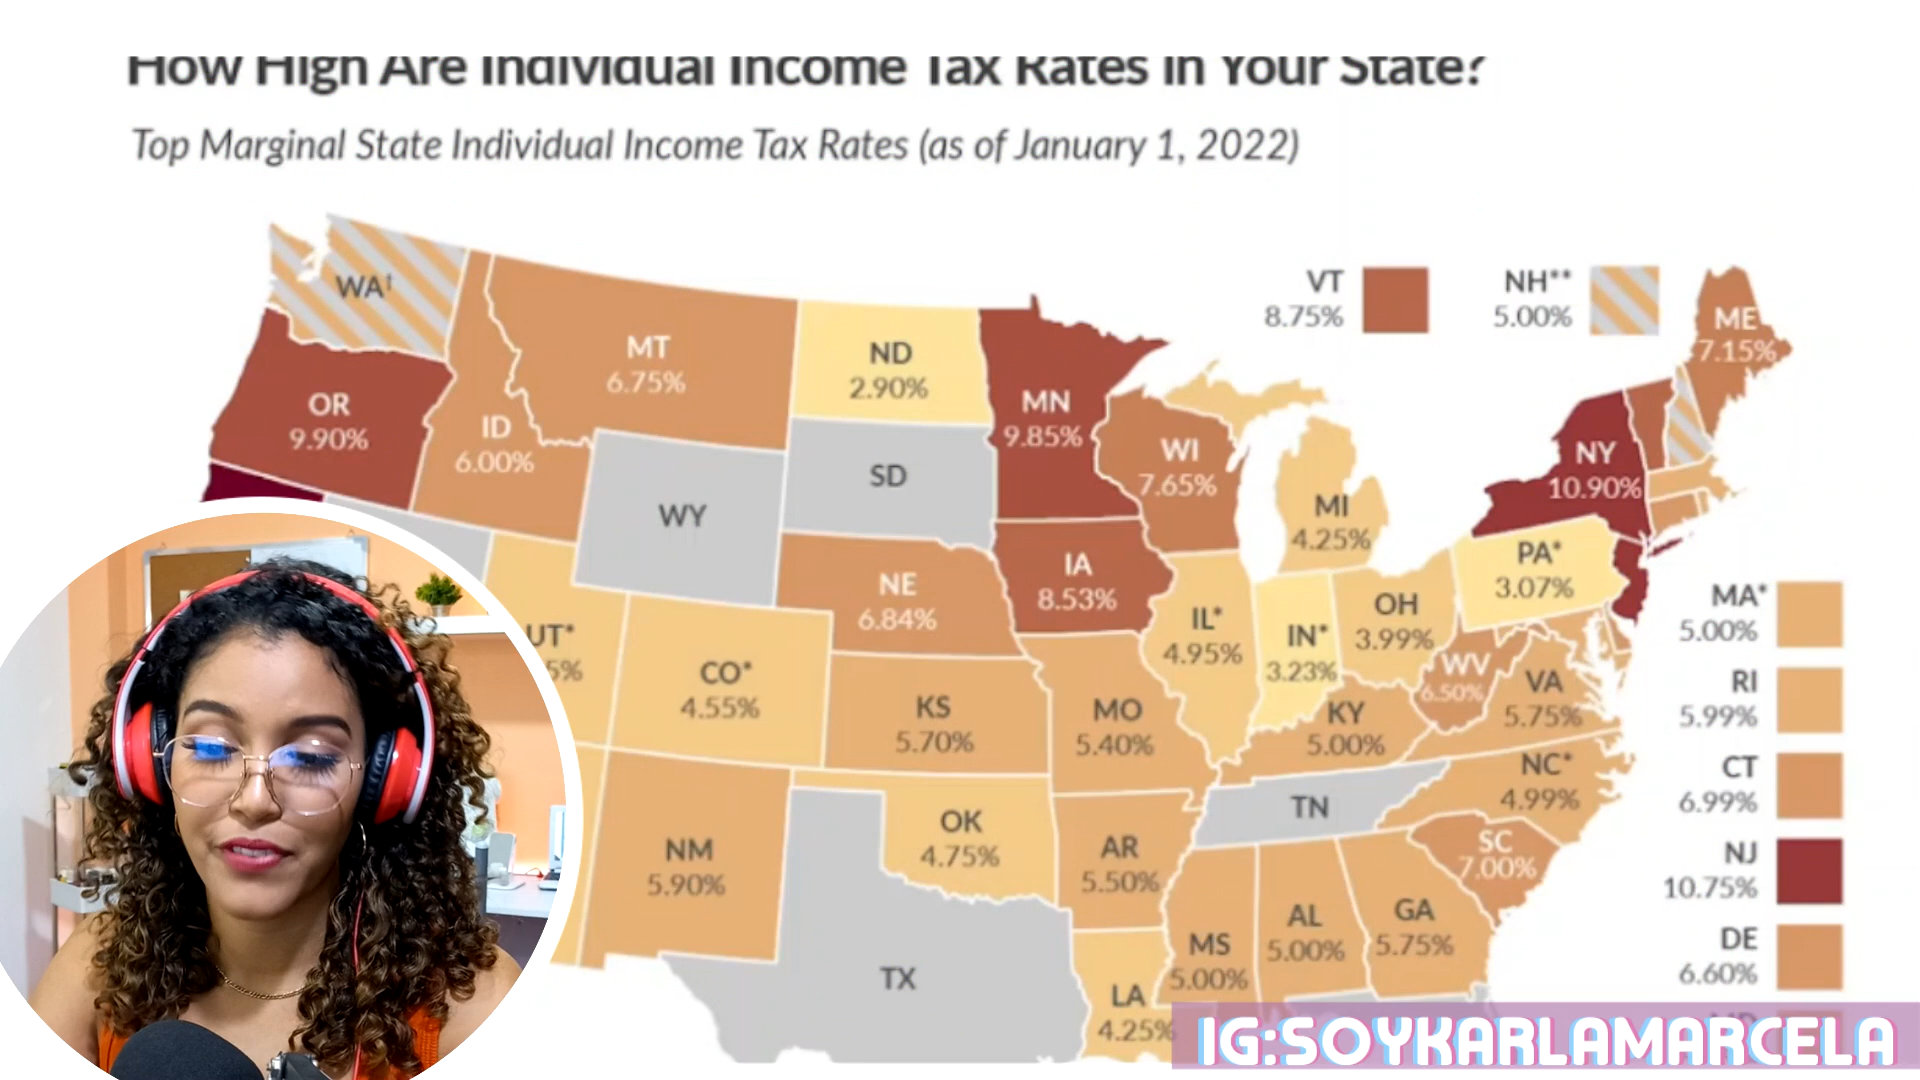 How High Are Individual Income Tax Rates in Your State?
Top Marginal State Individual Income Tax Rates (as of January 1, 2022)
WA†
MT
6.75%
ND
2.90%
VT
8.75%
NH**
5.00%
ME
7.15%
OR
9.90%
ID
6.00%
MN
9.85%
WI
7.65%
NY
10.90%
WY
SD
MI
4.25%
NE
6.84%
IA
8.53%
PA*
3.07%
UT*
5%
CO*
4.55%
IL*
4.95%
IN*
3.23%
OH
3.99%
MA*
5.00%
KS
5.70%
MO
5.40%
KY
5.00%
WV
6.50%
VA
5.75%
RI
5.99%
NC*
4.99%
CT
6.99%
TN
NM
5.90%
OK
4.75%
AR
5.50%
SC
7.00%
NJ
10.75%
TX
LA
4.25%
MS
5.00%
AL
5.00%
GA
5.75%
DE
6.60%
IG:SOYKARLAMARCELA